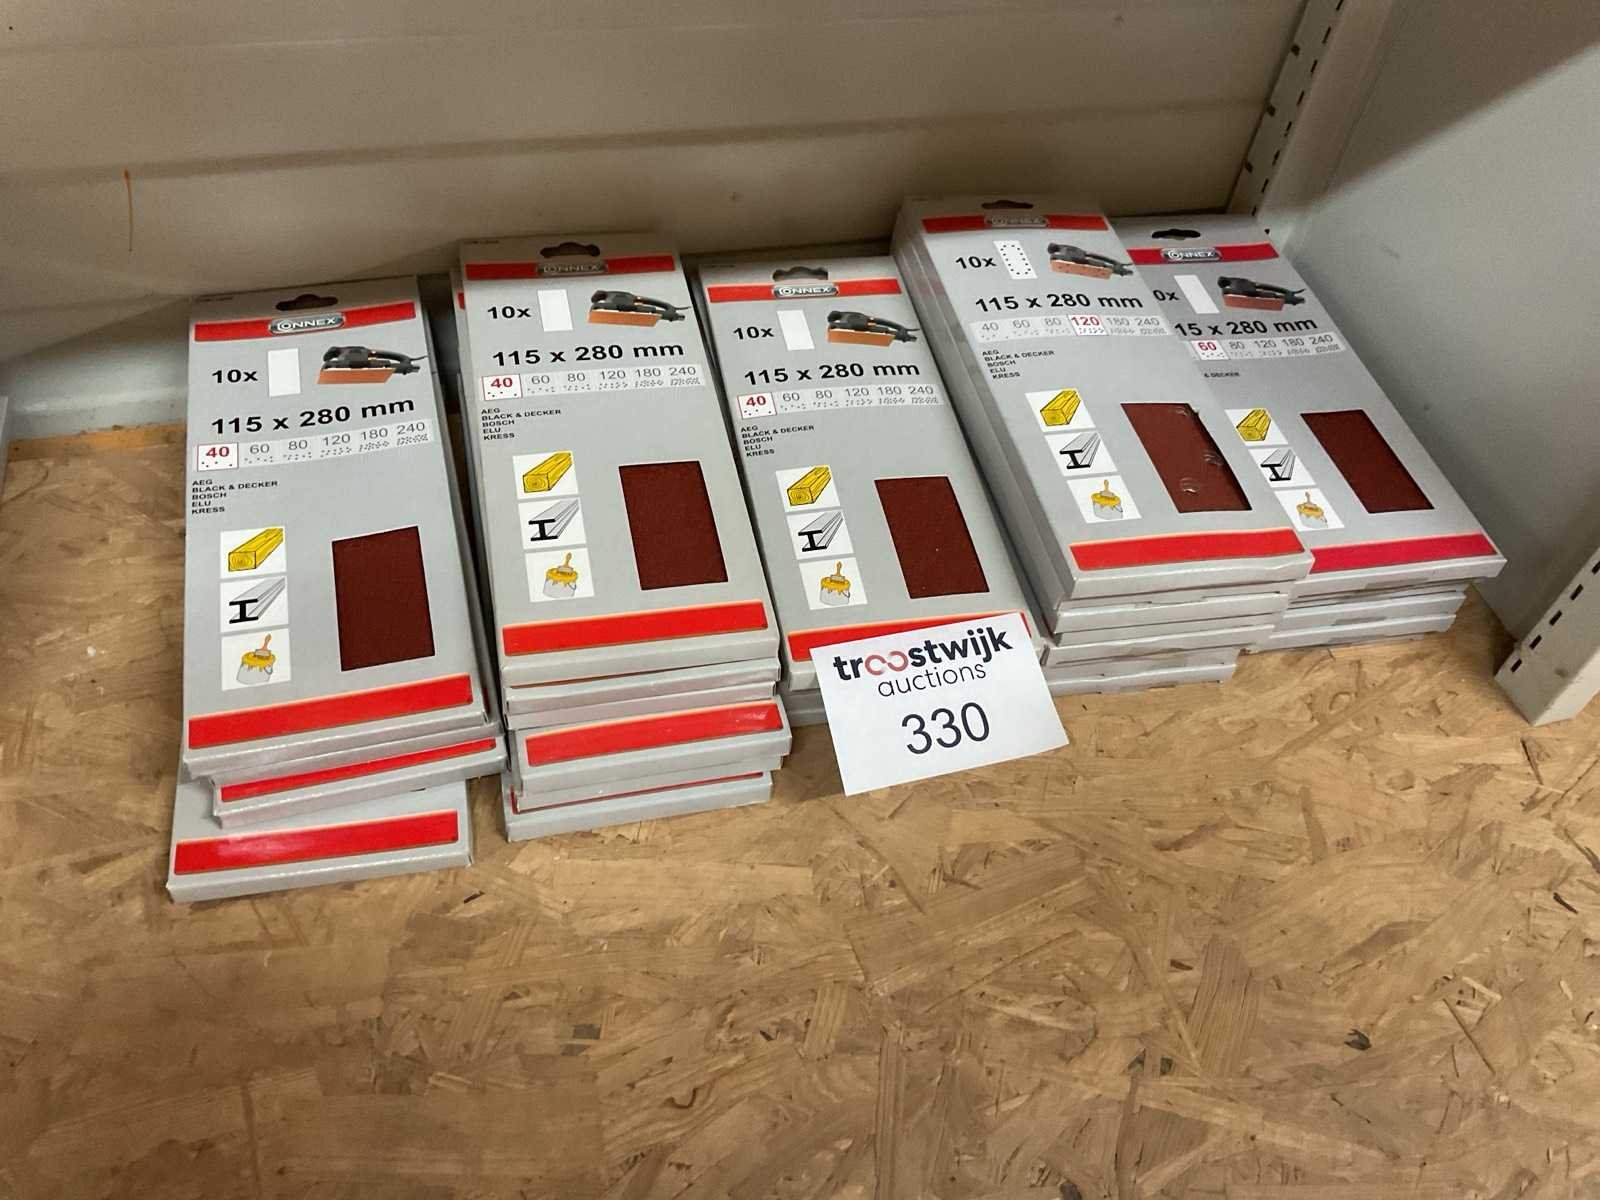 CONNEX
10x
115 x 280 mm
40 60 80 120 180 240
AEG
BLACK & DECKER
BOSCH
ELU
KRESS
CONNEX
10x
115 x 280 mm
40 60 80 120 180 240
AEG
BLACK & DECKER
BOSCH
ELU
KRESS
CONNEX
10x
115 x 280 mm
40 60 80 120 180 240
AEG
BLACK & DECKER
BOSCH
ELU
KRESS
CONNEX
10x
115 x 280 mm
40 60 80 120 180 240
AEG
BLACK & DECKER
BOSCH
ELU
KRESS
CONNEX
0x
15 x 280 mm
60 80 120 180 240
& DECKER
troostwijk
auctions
330